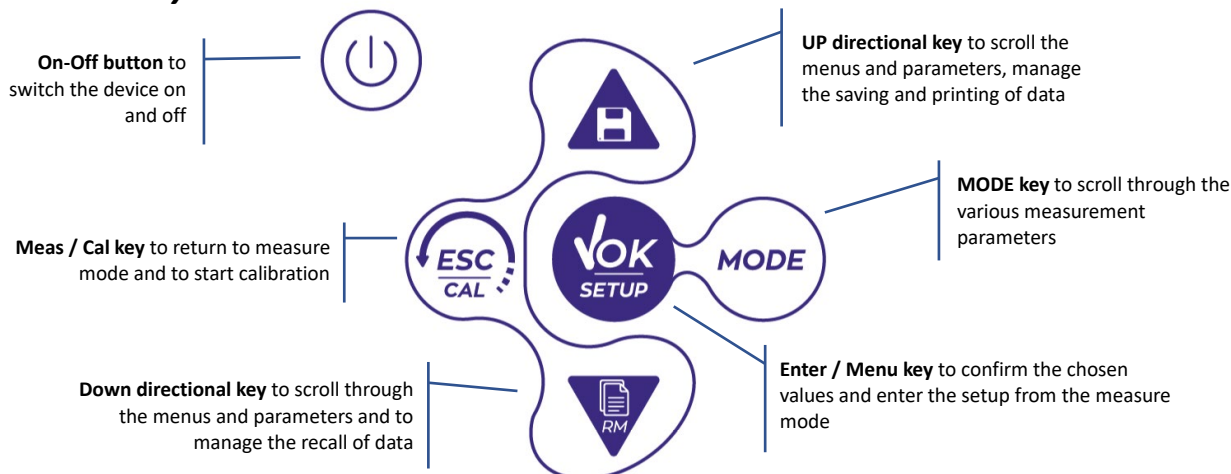 On-Off button to
switch the device on
and off
UP directional key to scroll the
menus and parameters, manage
the saving and printing of data
MODE key to scroll through the
various measurement
parameters
Meas / Cal key to return to measure
mode and to start calibration
ESC
CAL
OK
SETUP
MODE
Down directional key to scroll through
the menus and parameters and to
manage the recall of data
RM
Enter / Menu key to confirm the chosen
values and enter the setup from the measure
mode